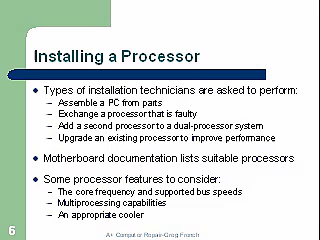 Installing a Processor
Types of installation technicians are asked to perform:
– Assemble a PC from parts
– Exchange a processor that is faulty
– Add a second processor to a dual-processor system
– Upgrade an existing processor to improve performance
Motherboard documentation lists suitable processors
Some processor features to consider:
– The core frequency and supported bus speeds
– Multiprocessing capabilities
– An appropriate cooler
6
A+ Computer Repair-Greg French